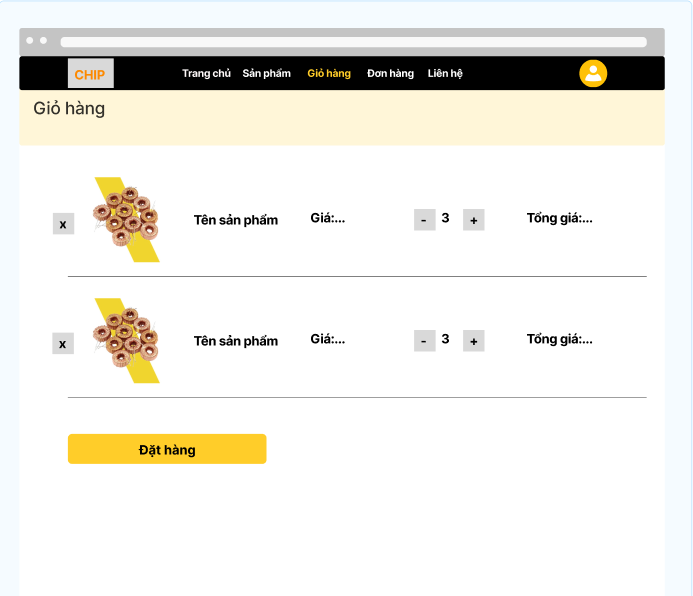 CHIP Trang chủ Sản phẩm Giỏ hàng Đơn hàng Liên hệ
Giỏ hàng
x Tên sản phẩm Giá:... - 3 + Tổng giá:...
x Tên sản phẩm Giá:... - 3 + Tổng giá:...
Đặt hàng